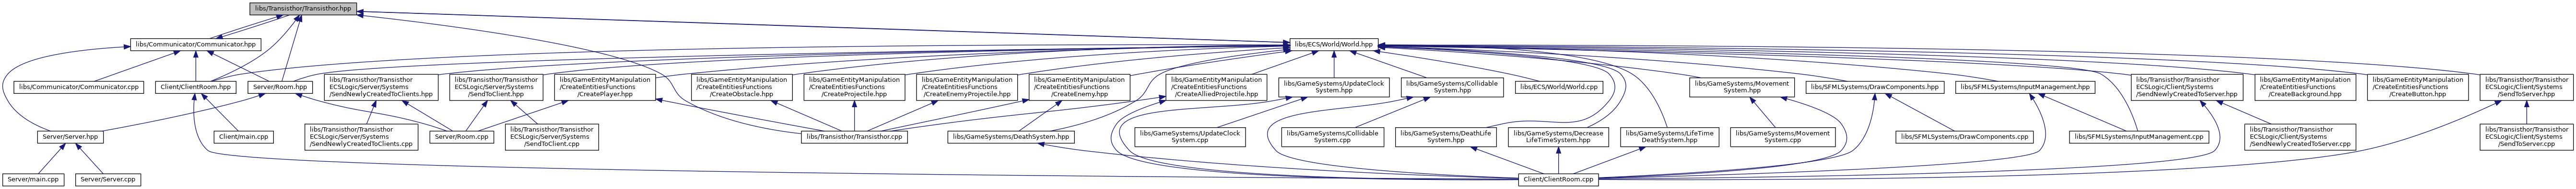 libs/Transisthor/Transisthor.hpp
libs/Communicator/Communicator.hpp
libs/ECS/World/World.hpp
libs/Communicator/Communicator.cpp
Client/ClientRoom.hpp
Server/Room.hpp
libs/Transisthor/Transisthor
ECSLogic/Server/Systems
/SendNewlyCreatedToClients.hpp
libs/Transisthor/Transisthor
ECSLogic/Server/Systems
/SendToClient.hpp
libs/GameEntityManipulation
/CreateEntitiesFunctions
/CreatePlayer.hpp
libs/GameEntityManipulation
/CreateEntitiesFunctions
/CreateObstacle.hpp
libs/GameEntityManipulation
/CreateEntitiesFunctions
/CreateProjectile.hpp
libs/GameEntityManipulation
/CreateEntitiesFunctions
/CreateEnemyProjectile.hpp
libs/GameEntityManipulation
/CreateEntitiesFunctions
/CreateEnemy.hpp
libs/GameEntityManipulation
/CreateEntitiesFunctions
/CreateAlliedProjectile.hpp
libs/GameSystems/UpdateClock
System.hpp
libs/GameSystems/Collidable
System.hpp
libs/ECS/World/World.cpp
libs/GameSystems/Movement
System.hpp
libs/SFMLSystems/DrawComponents.hpp
libs/SFMLSystems/InputManagement.hpp
libs/Transisthor/Transisthor
ECSLogic/Client/Systems
/SendNewlyCreatedToServer.hpp
libs/GameEntityManipulation
/CreateEntitiesFunctions
/CreateBackground.hpp
libs/GameEntityManipulation
/CreateEntitiesFunctions
/CreateButton.hpp
libs/Transisthor/Transisthor
ECSLogic/Client/Systems
/SendToServer.hpp
Server/Server.hpp
Client/main.cpp
libs/Transisthor/Transisthor
ECSLogic/Server/Systems
/SendNewlyCreatedToClients.cpp
Server/Room.cpp
libs/Transisthor/Transisthor
ECSLogic/Server/Systems
/SendToClient.cpp
libs/Transisthor/Transisthor.cpp
libs/GameSystems/DeathSystem.hpp
libs/GameSystems/UpdateClock
System.cpp
libs/GameSystems/Collidable
System.cpp
libs/GameSystems/DeathLife
System.hpp
libs/GameSystems/Decrease
LifeTimeSystem.hpp
libs/GameSystems/LifeTime
DeathSystem.hpp
libs/GameSystems/Movement
System.cpp
libs/SFMLSystems/DrawComponents.cpp
libs/SFMLSystems/InputManagement.cpp
libs/Transisthor/Transisthor
ECSLogic/Client/Systems
/SendNewlyCreatedToServer.cpp
libs/Transisthor/Transisthor
ECSLogic/Client/Systems
/SendToServer.cpp
Server/main.cpp
Server/Server.cpp
Client/ClientRoom.cpp